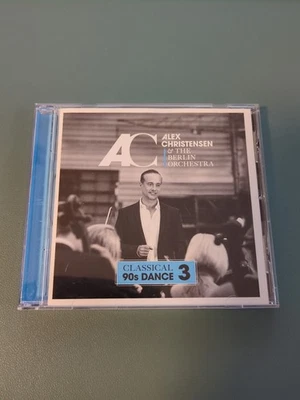 AC
ALEX
CHRISTENSEN
& THE
BERLIN
ORCHESTRA
CLASSICAL
90s DANCE 3